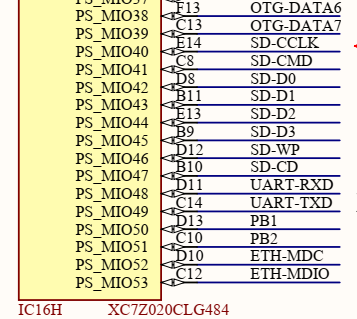 PS_MIO38 F13 OTG-DATA6
PS_MIO39 C13 OTG-DATA7
PS_MIO40 E14 SD-CCLK
PS_MIO41 C8 SD-CMD
PS_MIO42 D8 SD-D0
PS_MIO43 B11 SD-D1
PS_MIO44 E13 SD-D2
PS_MIO45 B9 SD-D3
PS_MIO46 D12 SD-WP
PS_MIO47 B10 SD-CD
PS_MIO48 D11 UART-RXD
PS_MIO49 C14 UART-TXD
PS_MIO50 D13 PB1
PS_MIO51 C10 PB2
PS_MIO52 D10 ETH-MDC
PS_MIO53 C12 ETH-MDIO
IC16H XC7Z020CLG484